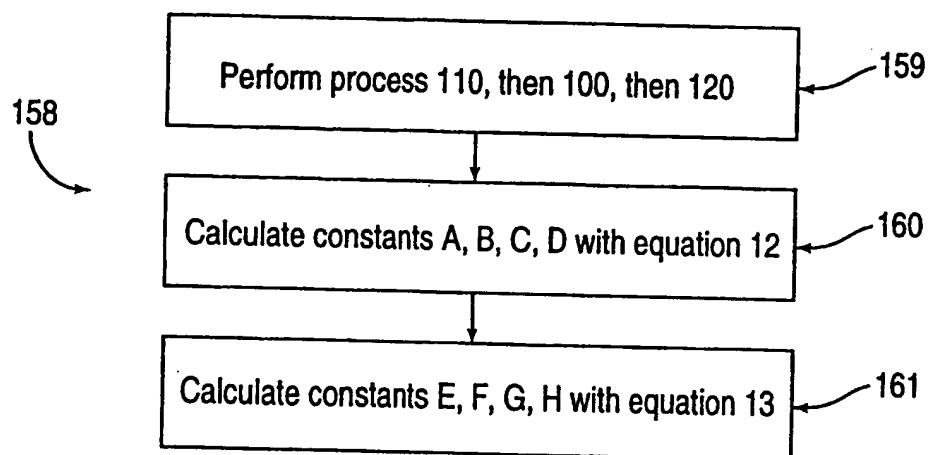 Perform process 110, then 100, then 120
159
158
Calculate constants A, B, C, D with equation 12
160
Calculate constants E, F, G, H with equation 13
161